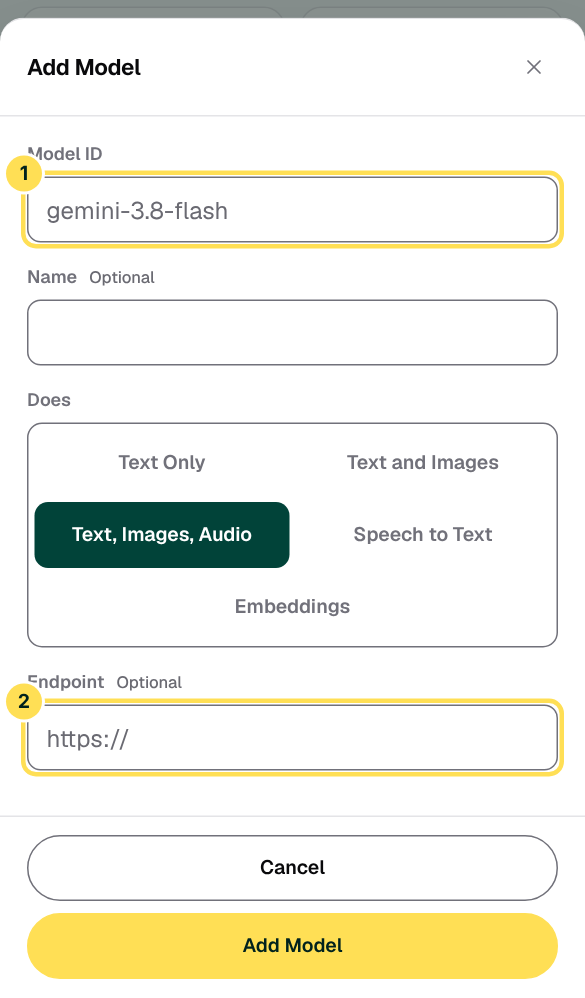 Add Model
Model ID
1
gemini-3.8-flash
Name Optional
Does
Text Only
Text and Images
Text, Images, Audio
Speech to Text
Embeddings
Endpoint Optional
2
https://
Cancel
Add Model